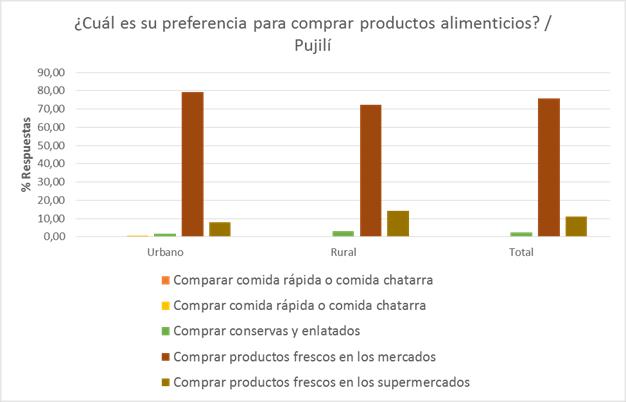 ¿Cuál es su preferencia para comprar productos alimenticios? /
Pujilí
% Respuestas
90,00
80,00
70,00
60,00
50,00
40,00
30,00
20,00
10,00
0,00
Urbano Rural Total
Comparar comida rápida o comida chatarra
Comprar comida rápida o comida chatarra
Comprar conservas y enlatados
Comprar productos frescos en los mercados
Comprar productos frescos en los supermercados